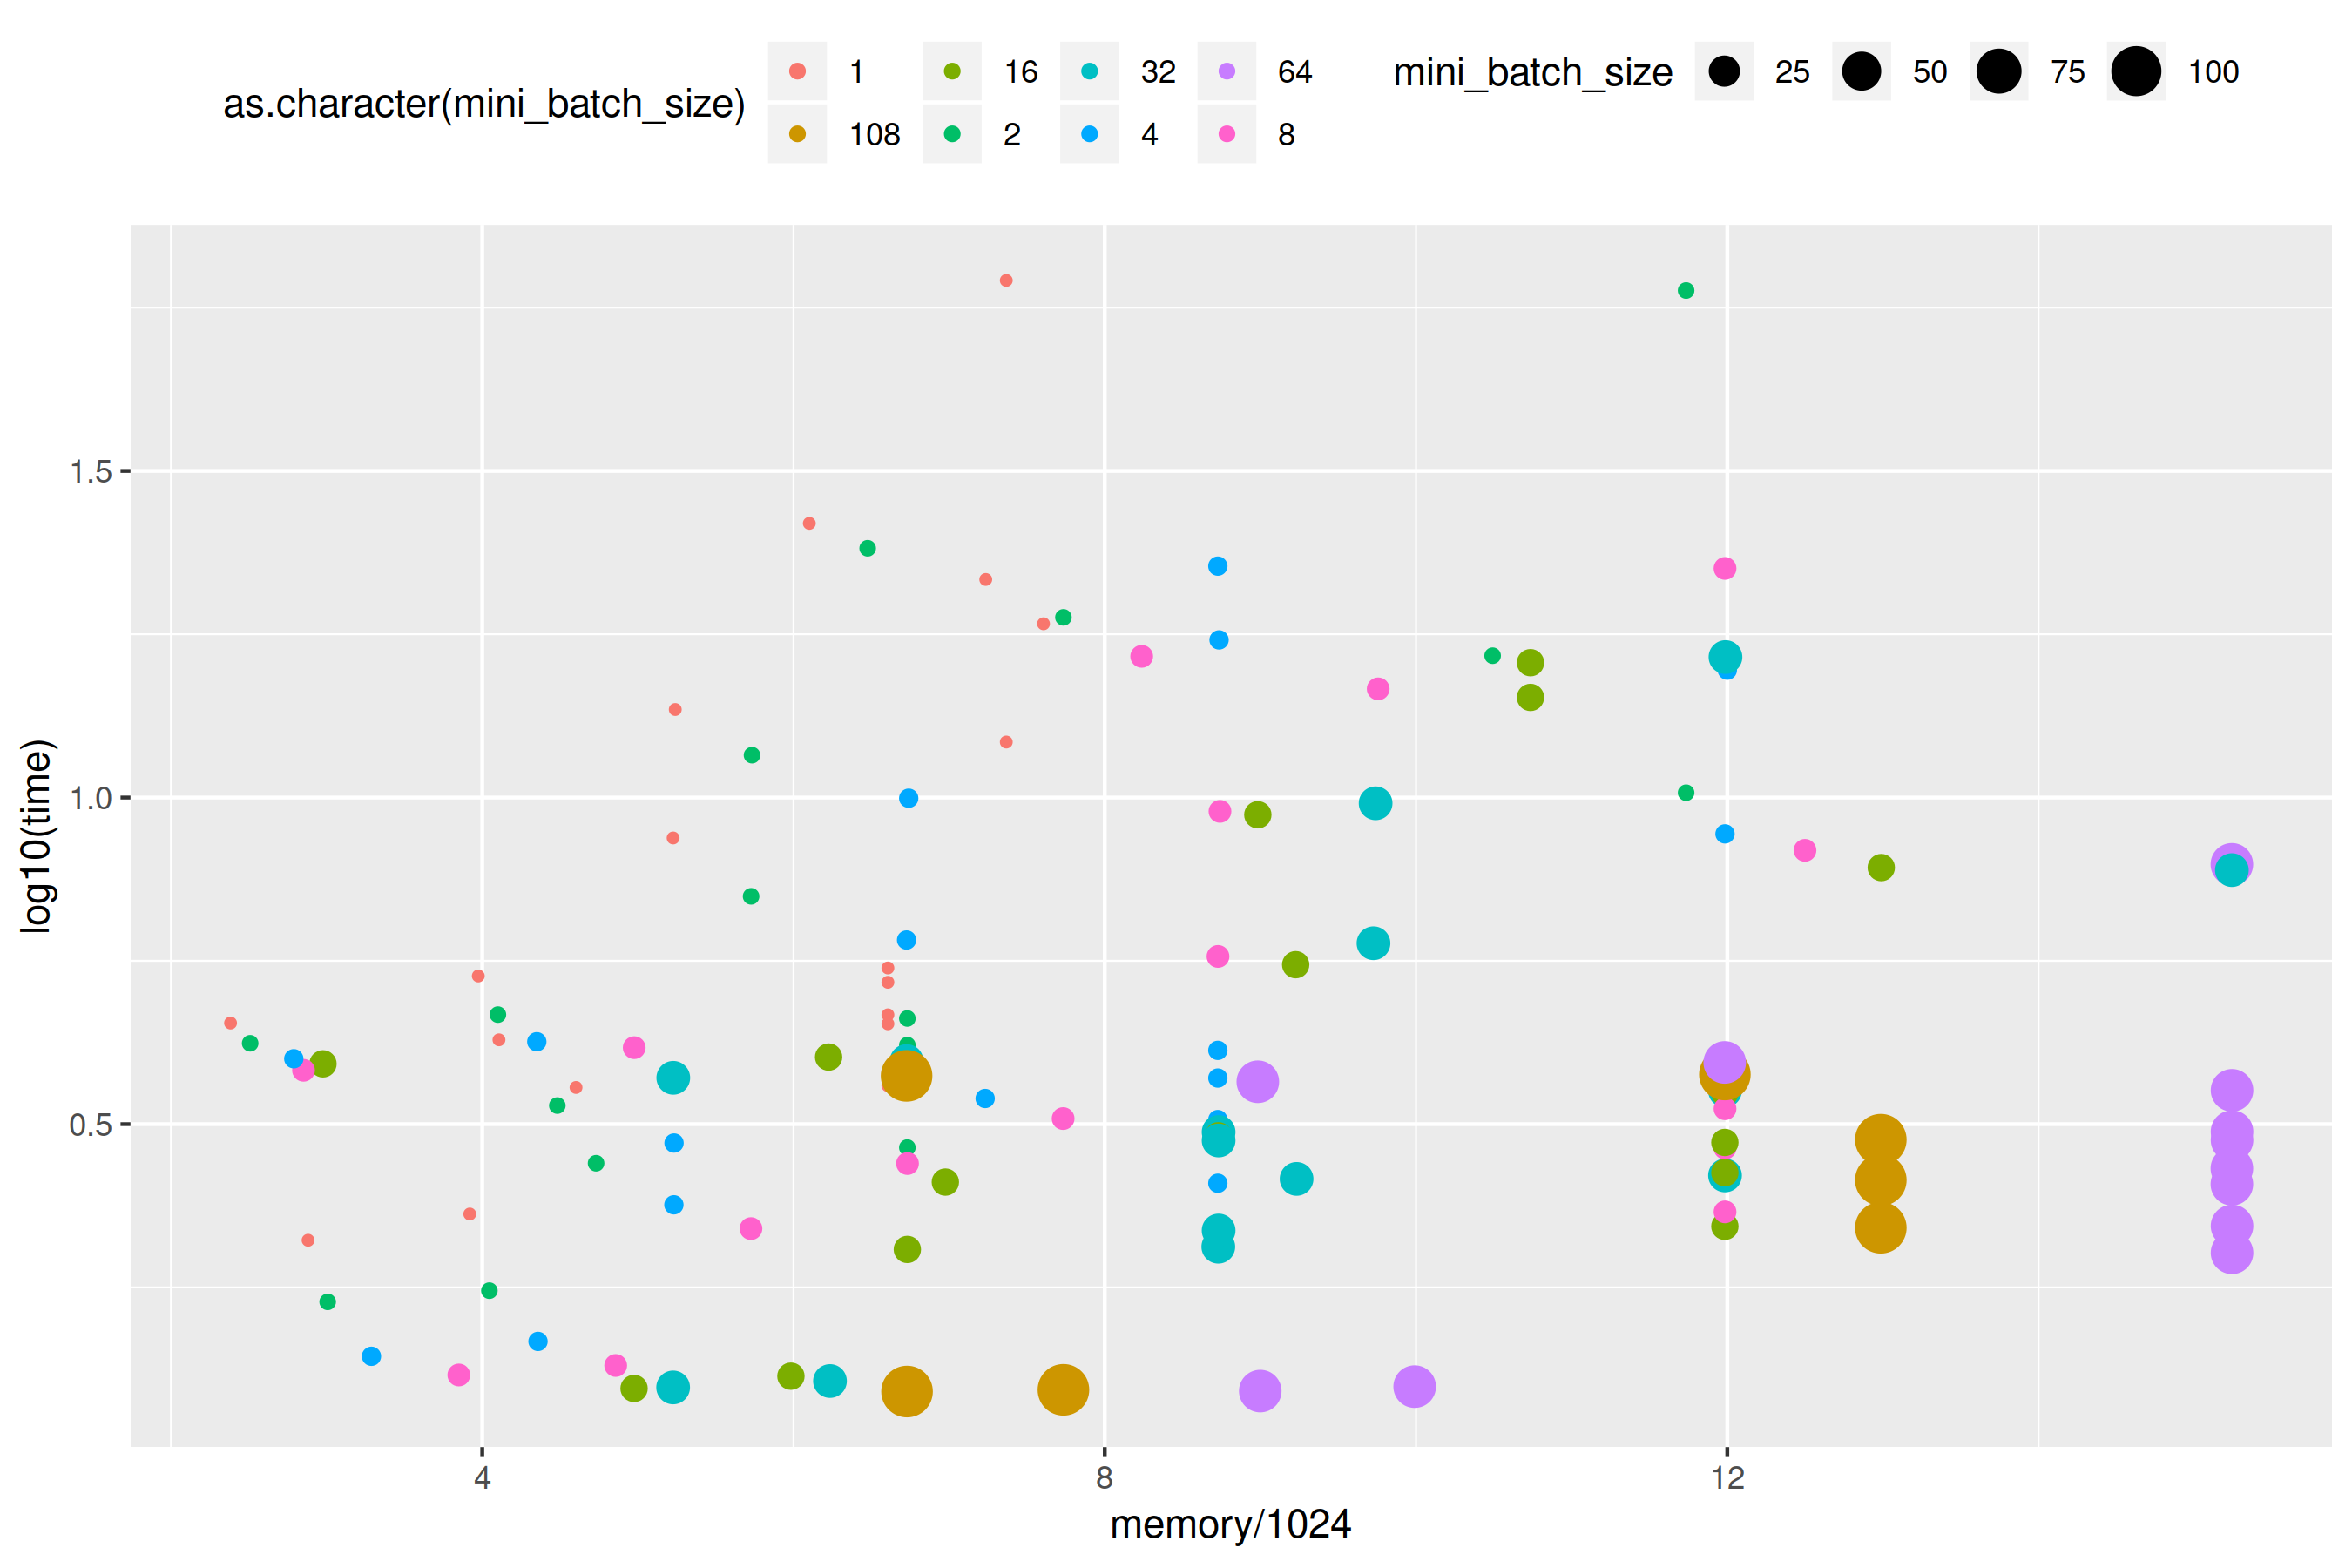 as.character(mini_batch_size) 1 16 32 64 mini_batch_size 25 50 75 100
108 2 4 8
1.5
1.0
0.5
log10(time)
4 8 12
memory/1024